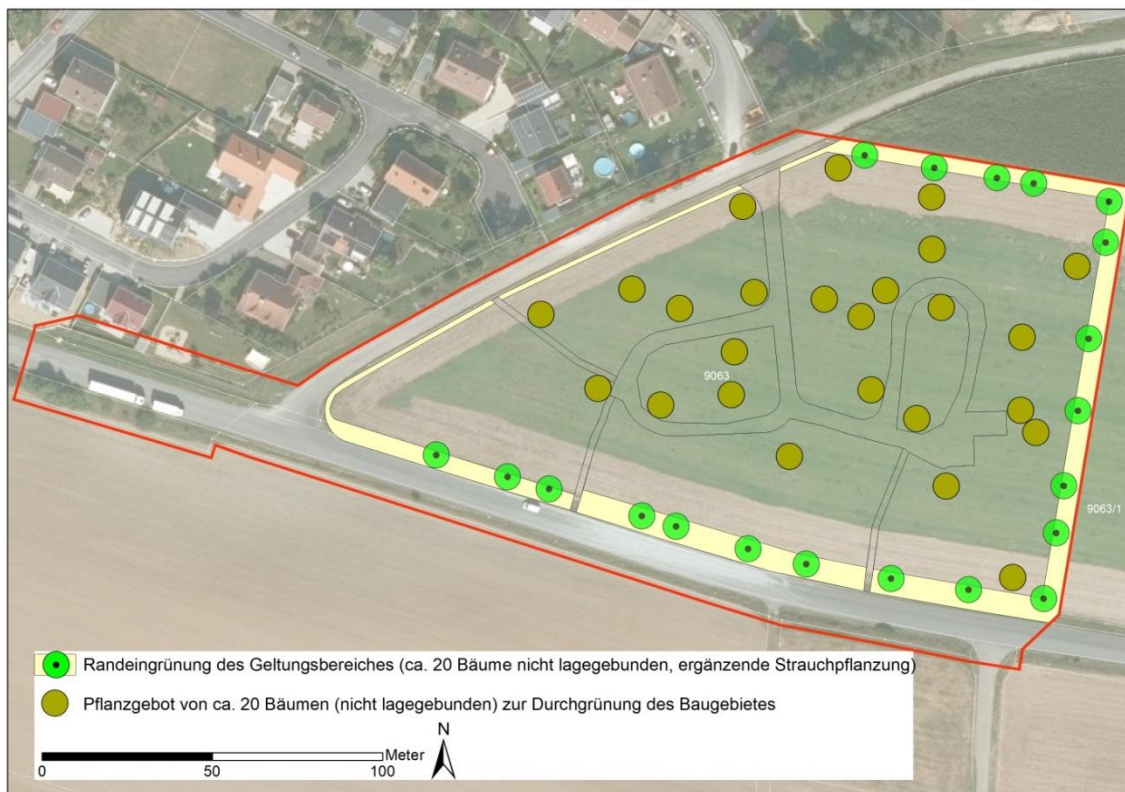 9063
9063/1
Randeingrünung des Geltungsbereiches (ca. 20 Bäume nicht lagegebunden, ergänzende Strauchpflanzung)
Pflanzgebot von ca. 20 Bäumen (nicht lagegebunden) zur Durchgrünung des Baugebietes
N
Meter
0 50 100